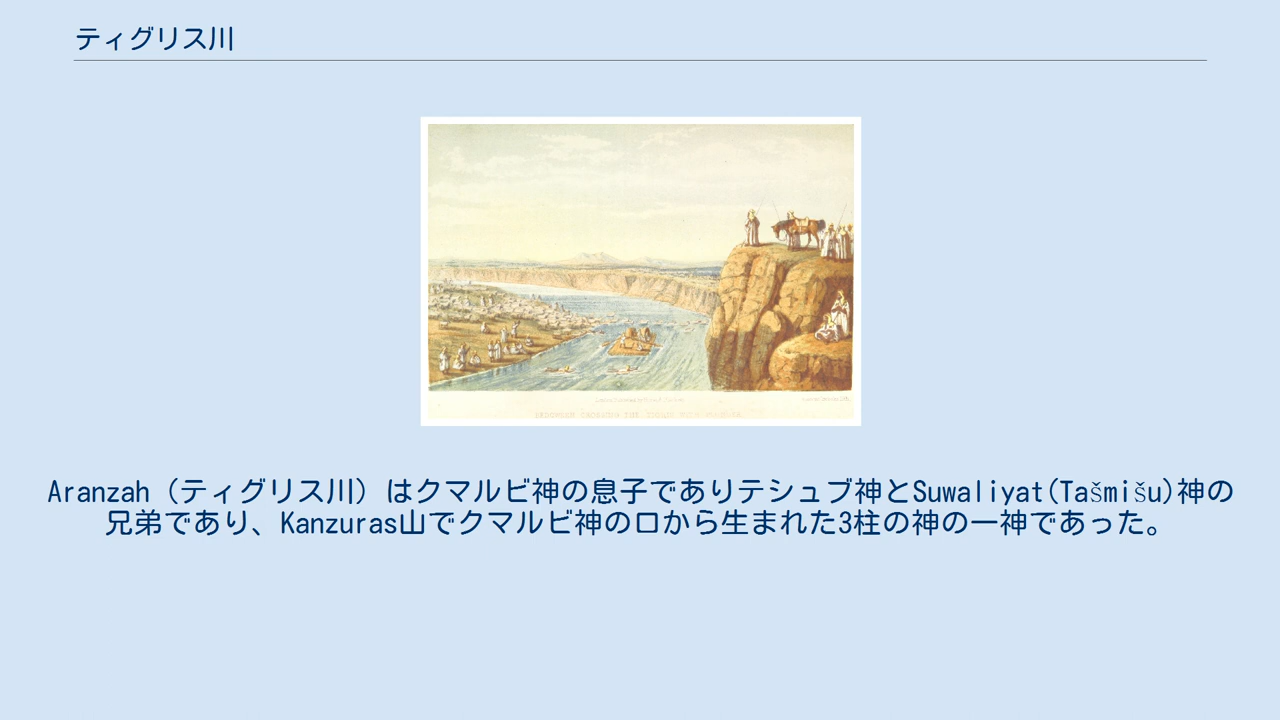 ティグリス川
Aranzah（ティグリス川）はクマルビ神の息子でありテシュブ神とSuwaliyat(Tašmišu)神の
兄弟であり、Kanzuras山でクマルビ神の口から生まれた3柱の神の一神であった。